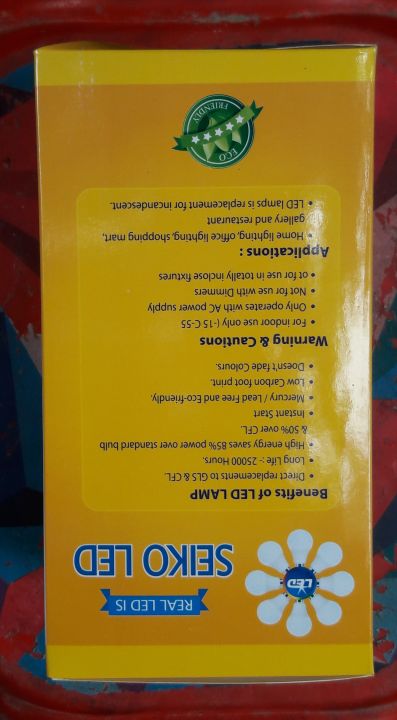 REAL LED IS
SEIKO LED
LED
Benefits of LED LAMP
• Direct replacements to GLS & CFL.
• Long Life :- 25000 Hours.
• High energy saves 85% power over standard bulb
& 50% over CFL.
• Instant Start
• Mercury / Lead Free and Eco-friendly.
• Low Carbon foot print.
• Doesn't fade Colours.
Warning & Cautions
• For indoor use only (-15 C-55
• Only operates with AC power supply
• Not for use with Dimmers
• ot for use in totally inclose fixtures
Applications :
• Home lighting, office lighting, shopping mart,
gallery and restaurant
• LED lamps is replacement for incandescent.
ECO
FRIENDLY